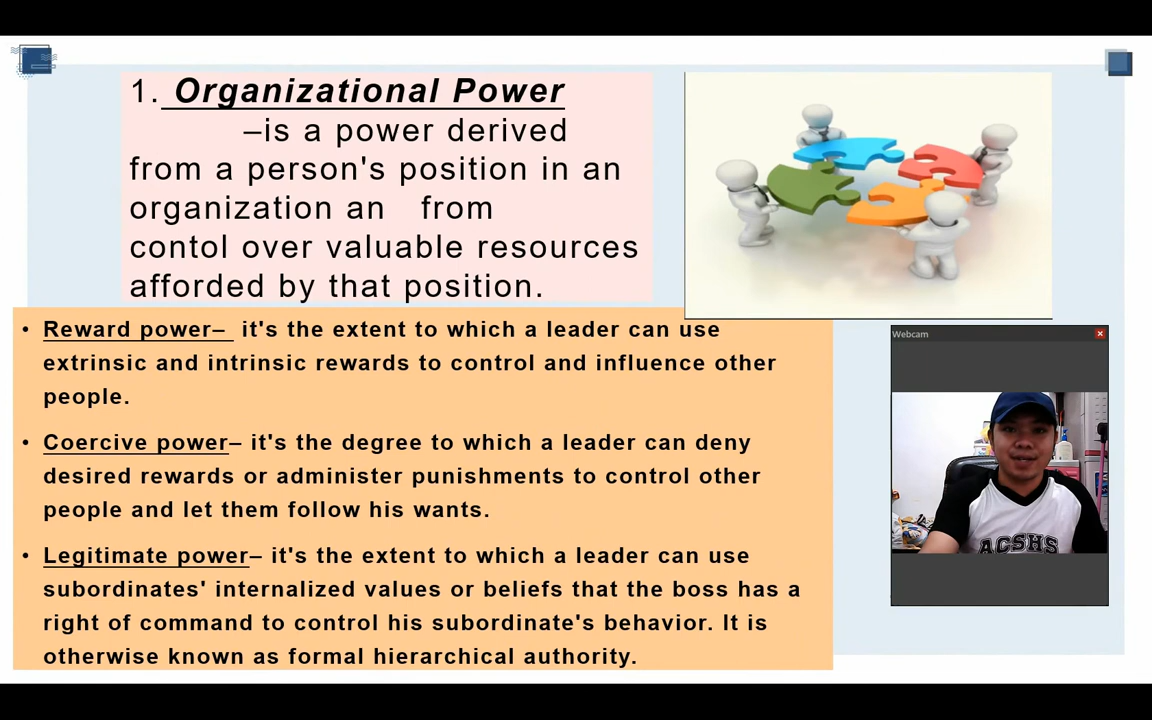 1. Organizational Power
–is a power derived
from a person's position in an
organization an from
contol over valuable resources
afforded by that position.
• Reward power– it's the extent to which a leader can use
extrinsic and intrinsic rewards to control and influence other
people.
• Coercive power– it's the degree to which a leader can deny
desired rewards or administer punishments to control other
people and let them follow his wants.
• Legitimate power– it's the extent to which a leader can use
subordinates' internalized values or beliefs that the boss has a
right of command to control his subordinate's behavior. It is
otherwise known as formal hierarchical authority.
Webcam
ACSHS